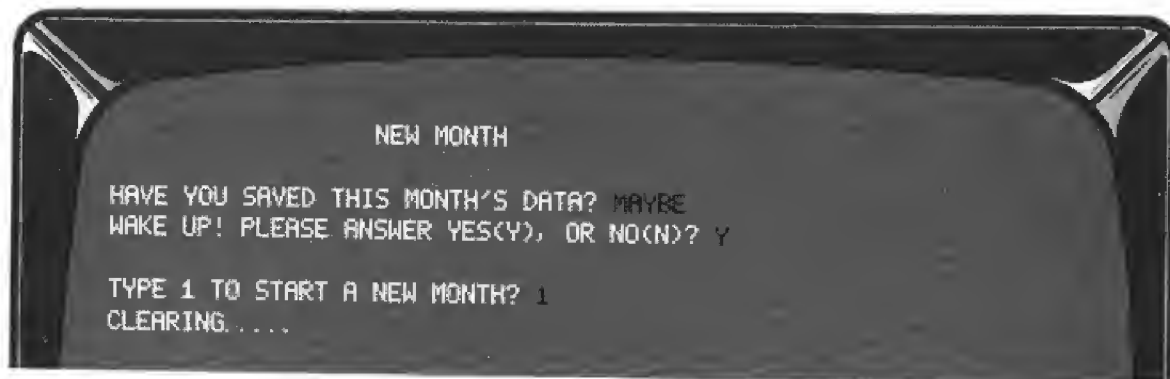 NEW MONTH
HAVE YOU SAVED THIS MONTH'S DATA? MAYBE
WAKE UP! PLEASE ANSWER YES(Y), OR NO(N)? Y
TYPE 1 TO START A NEW MONTH? 1
CLEARING.....